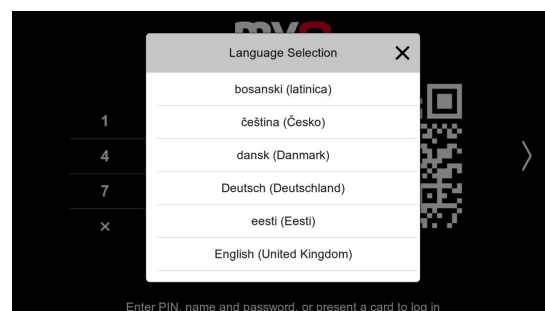 Language Selection
bosanski (latinica)
čeština (Česko)
dansk (Danmark)
Deutsch (Deutschland)
eesti (Eesti)
English (United Kingdom)
1
4
7
×
Enter PIN, name and password, or present a card to log in